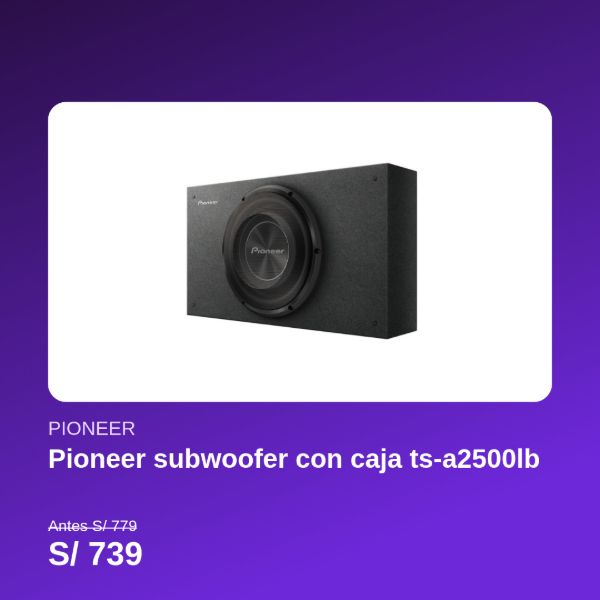 Pioneer
Pioneer
PIONEER
Pioneer subwoofer con caja ts-a2500lb
Antes S/ 779
S/ 739